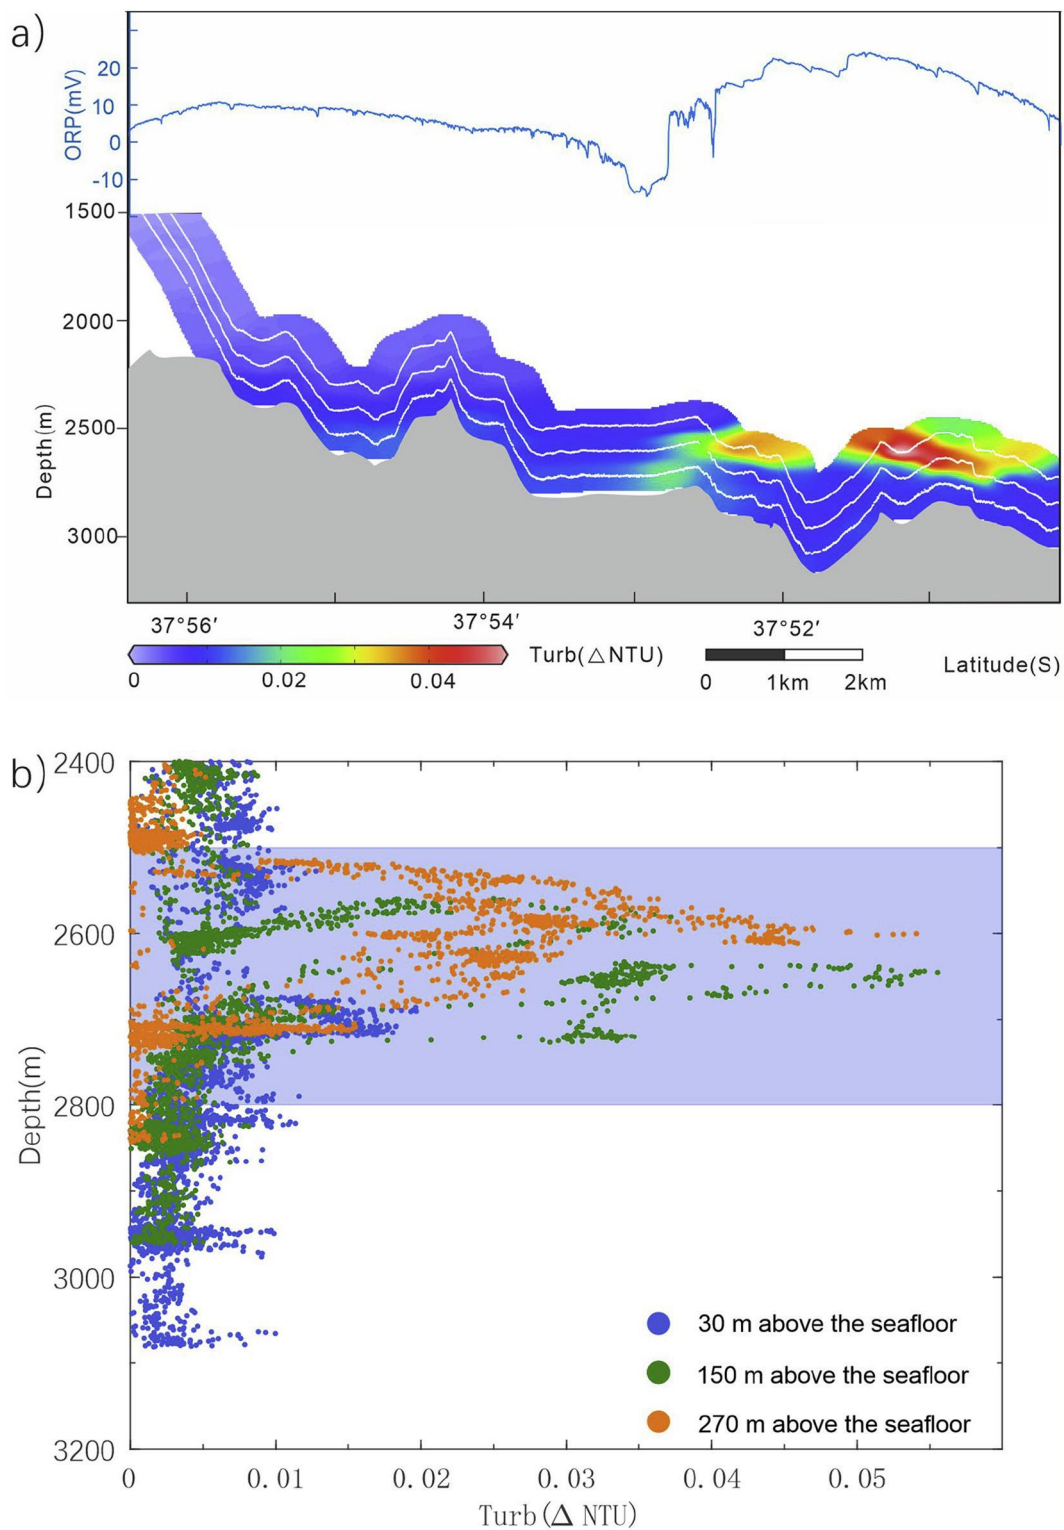 a)
ORP(mV)
20
10
0
-10
1500
2000
2500
3000
Depth(m)
37°56′
37°54′
37°52′
Turb(△NTU)
0
0.02
0.04
0
1km
2km
Latitude(S)
b)
2400
2600
2800
3000
3200
Depth(m)
30 m above the seafloor
150 m above the seafloor
270 m above the seafloor
0
0.01
0.02
0.03
0.04
0.05
Turb(Δ NTU)